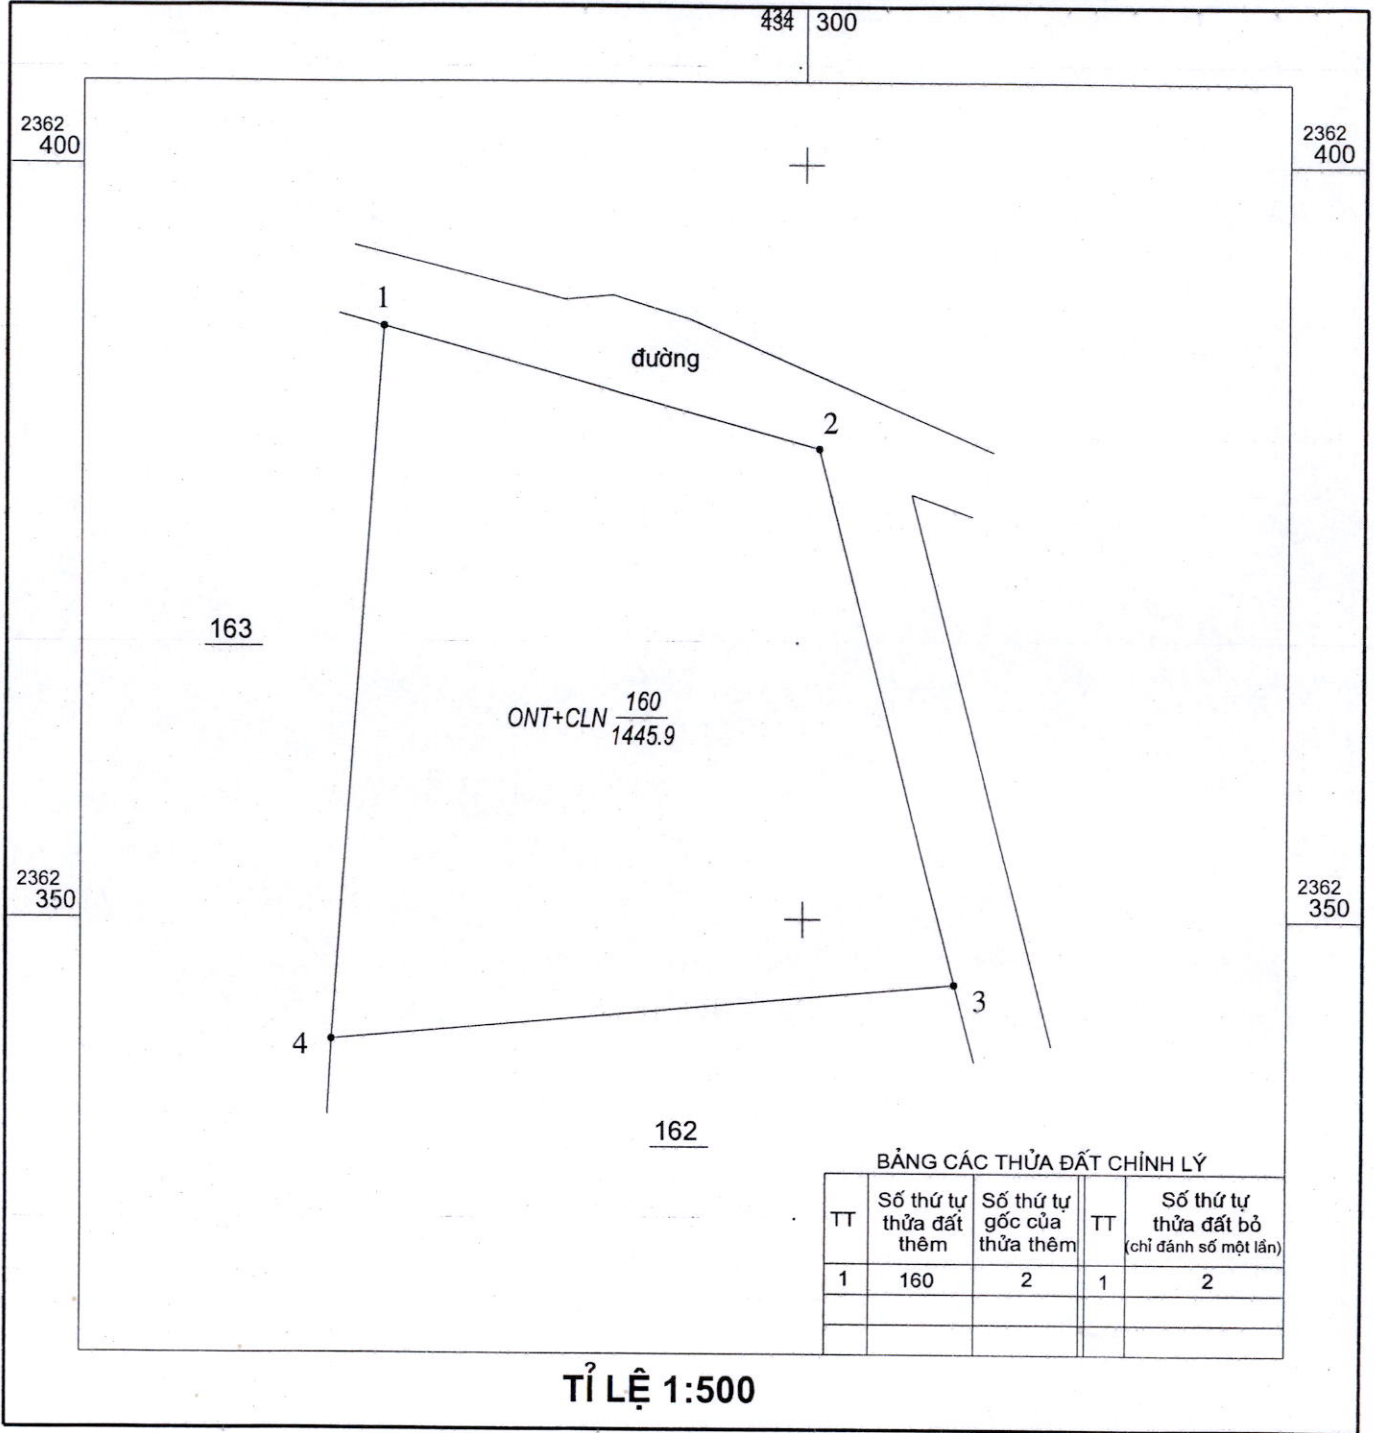 434 300
2362
400
2362
400
1
đường
2
163
ONT+CLN 160
1445.9
2362
350
2362
350
3
4
162
BẢNG CÁC THỬA ĐẤT CHỈNH LÝ
TT Số thứ tự thửa đất thêm Số thứ tự gốc của thửa thêm TT Số thứ tự thửa đất bỏ (chỉ đánh số một lần)
1 160 2 1 2
TỈ LỆ 1:500